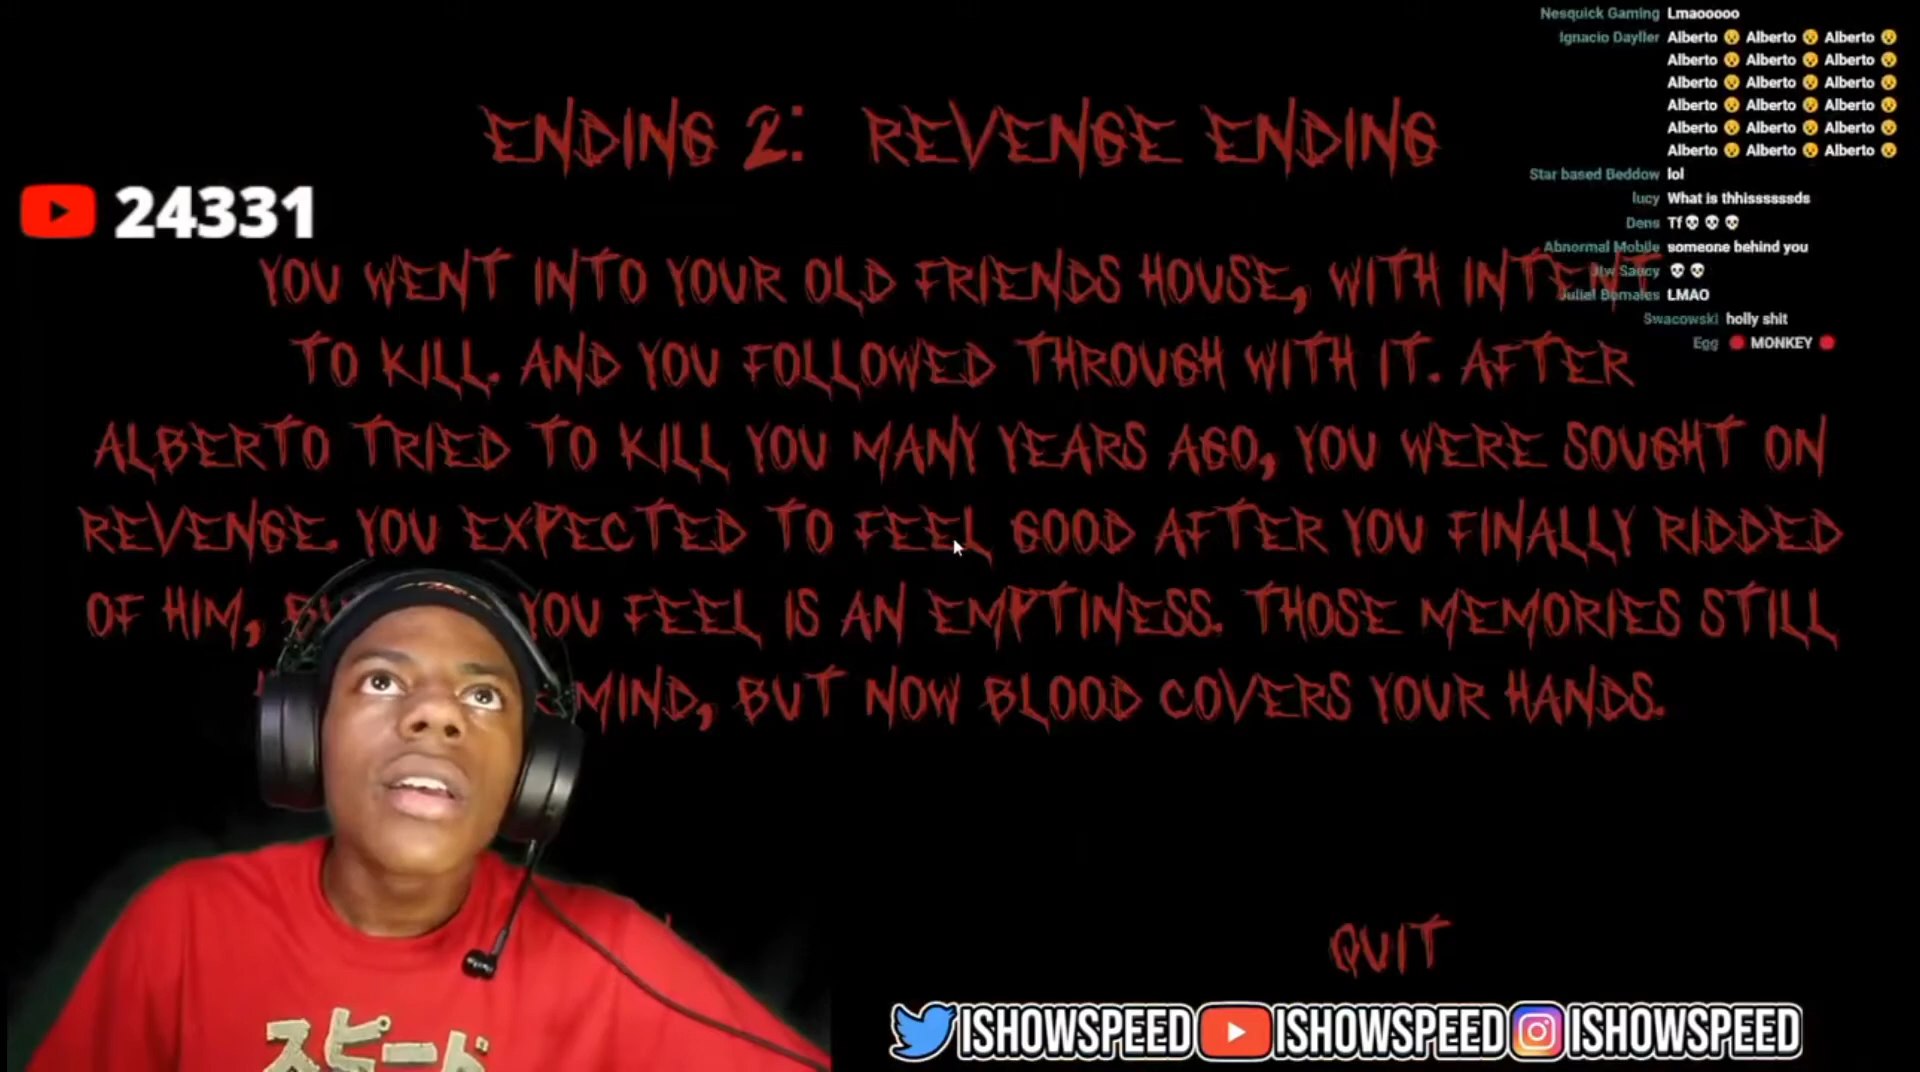 Nesquick Gaming Lmaooooo
Ignacio Dayller Alberto 😯 Alberto 😯 Alberto 😯
Alberto 😯 Alberto 😯 Alberto 😯
Alberto 😯 Alberto 😯 Alberto 😯
Alberto 😯 Alberto 😯 Alberto 😯
Alberto 😯 Alberto 😯 Alberto 😯
Alberto 😯 Alberto 😯 Alberto 😯
Star based Beddow lol
lucy What is thhissssssds
Dens Tf💀 💀 💀
Abnormal Mobile someone behind you
Saucy 💀 💀
LMAO
Swacowski holly shit
Egg 🔴 MONKEY 🔴
ENDING 2: REVENGE ENDING
24331
YOU WENT INTO YOUR OLD FRIENDS HOUSE, WITH INTENT
TO KILL. AND YOU FOLLOWED THROUGH WITH IT. AFTER
ALBERTO TRIED TO KILL YOU MANY YEARS AGO, YOU WERE SOUGHT ON
REVENGE. YOU EXPECTED TO FEEL GOOD AFTER YOU FINALLY RIDDED
OF HIM, YOU FEEL IS AN EMPTINESS. THOSE MEMORIES STILL
MIND, BUT NOW BLOOD COVERS YOUR HANDS.
QUIT
スピード
ISHOWSPEED ISHOWSPEED ISHOWSPEED